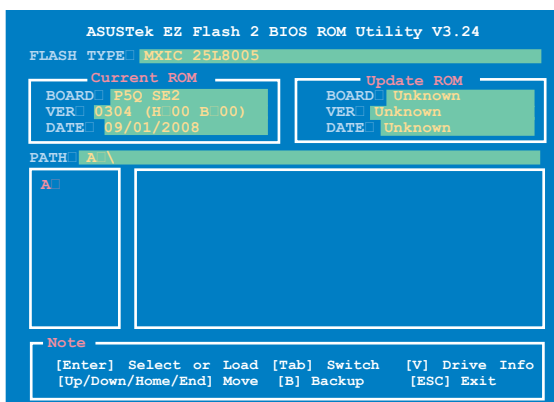 ASUSTek EZ Flash 2 BIOS ROM Utility V3.24
FLASH TYPE□ MXIC 25L8005
Current ROM
BOARD□ P5Q SE2
VER□ 0304 (H□00 B□00)
DATE□ 09/01/2008
Update ROM
BOARD□ Unknown
VER□ Unknown
DATE□ Unknown
PATH□ A□\
A□
Note
[Enter] Select or Load [Tab] Switch [V] Drive Info
[Up/Down/Home/End] Move [B] Backup [ESC] Exit